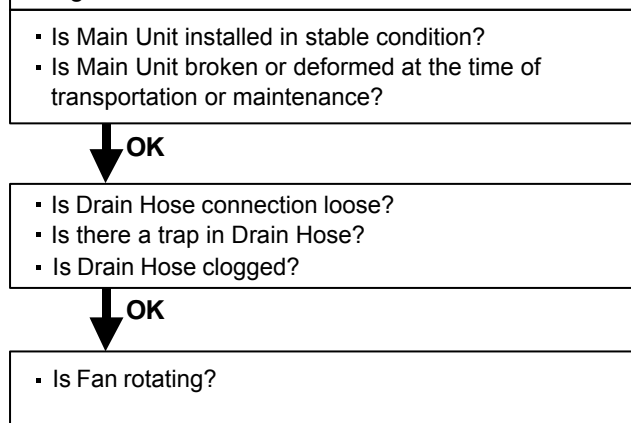 ▪ Is Main Unit installed in stable condition?
▪ Is Main Unit broken or deformed at the time of
transportation or maintenance?
OK
▪ Is Drain Hose connection loose?
▪ Is there a trap in Drain Hose?
▪ Is Drain Hose clogged?
OK
▪ Is Fan rotating?